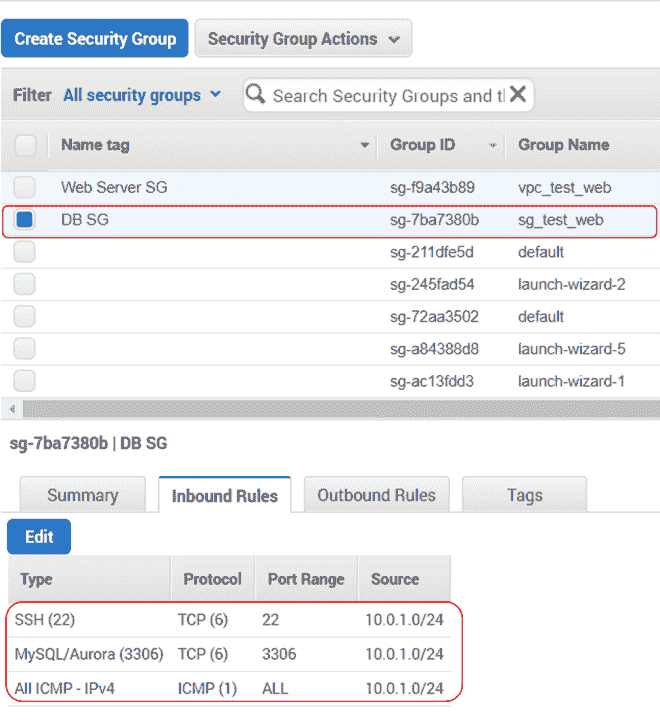 Create Security Group Security Group Actions
Filter All security groups Search Security Groups and tl
Name tag Group ID Group Name
Web Server SG sg-f9a43b89 vpc_test_web
DB SG sg-7ba7380b sg_test_web
sg-211dfe5d default
sg-245fad54 launch-wizard-2
sg-72aa3502 default
sg-a84388d8 launch-wizard-5
sg-ac13fdd3 launch-wizard-1
sg-7ba7380b | DB SG
Summary Inbound Rules Outbound Rules Tags
Edit
Type Protocol Port Range Source
SSH (22) TCP (6) 22 10.0.1.0/24
MySQL/Aurora (3306) TCP (6) 3306 10.0.1.0/24
All ICMP - IPv4 ICMP (1) ALL 10.0.1.0/24